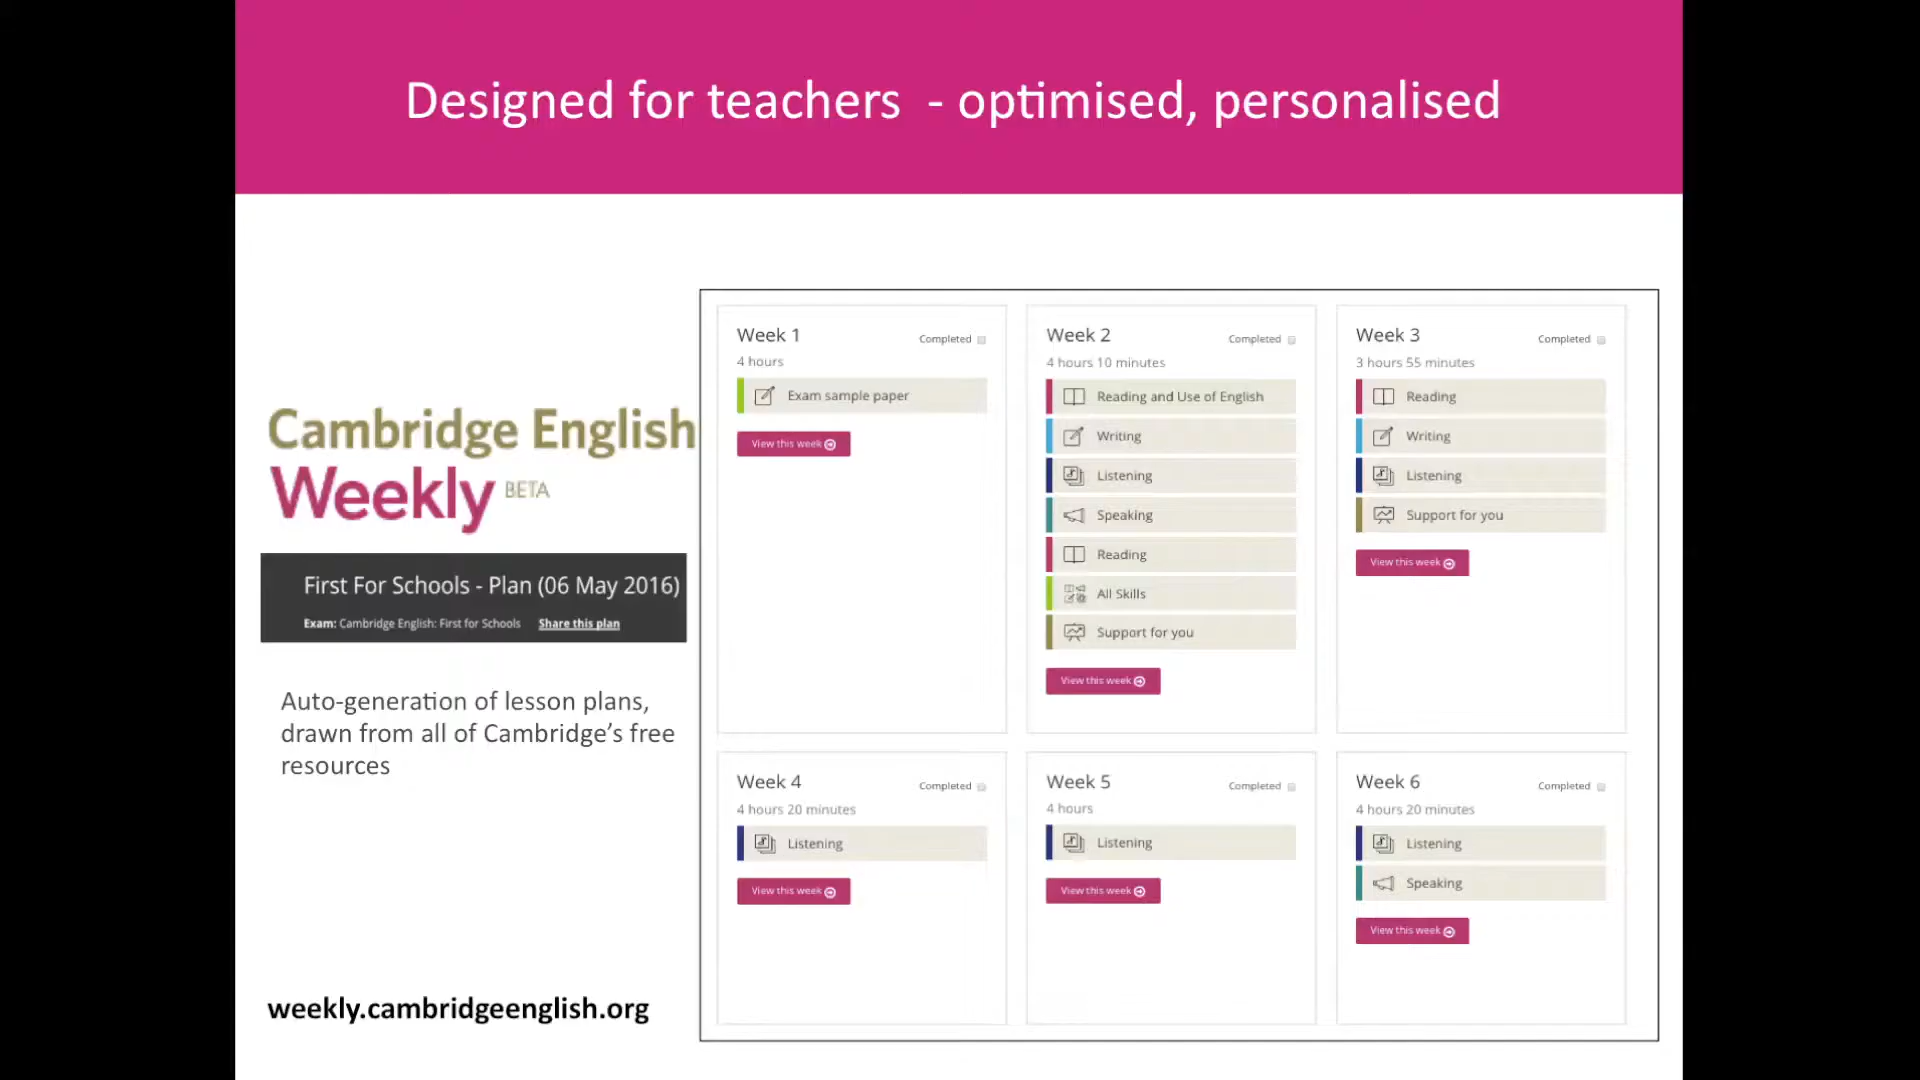 Designed for teachers - optimised, personalised
Cambridge English
Weekly BETA
First For Schools - Plan (06 May 2016)
Exam: Cambridge English: First for Schools Share this plan
Auto-generation of lesson plans,
drawn from all of Cambridge's free
resources
weekly.cambridgeenglish.org
Week 1 Completed
4 hours
Exam sample paper
View this week
Week 2 Completed
4 hours 10 minutes
Reading and Use of English
Writing
Listening
Speaking
Reading
All Skills
Support for you
View this week
Week 3 Completed
3 hours 55 minutes
Reading
Writing
Listening
Support for you
View this week
Week 4 Completed
4 hours 20 minutes
Listening
View this week
Week 5 Completed
4 hours
Listening
View this week
Week 6 Completed
4 hours 20 minutes
Listening
Speaking
View this week